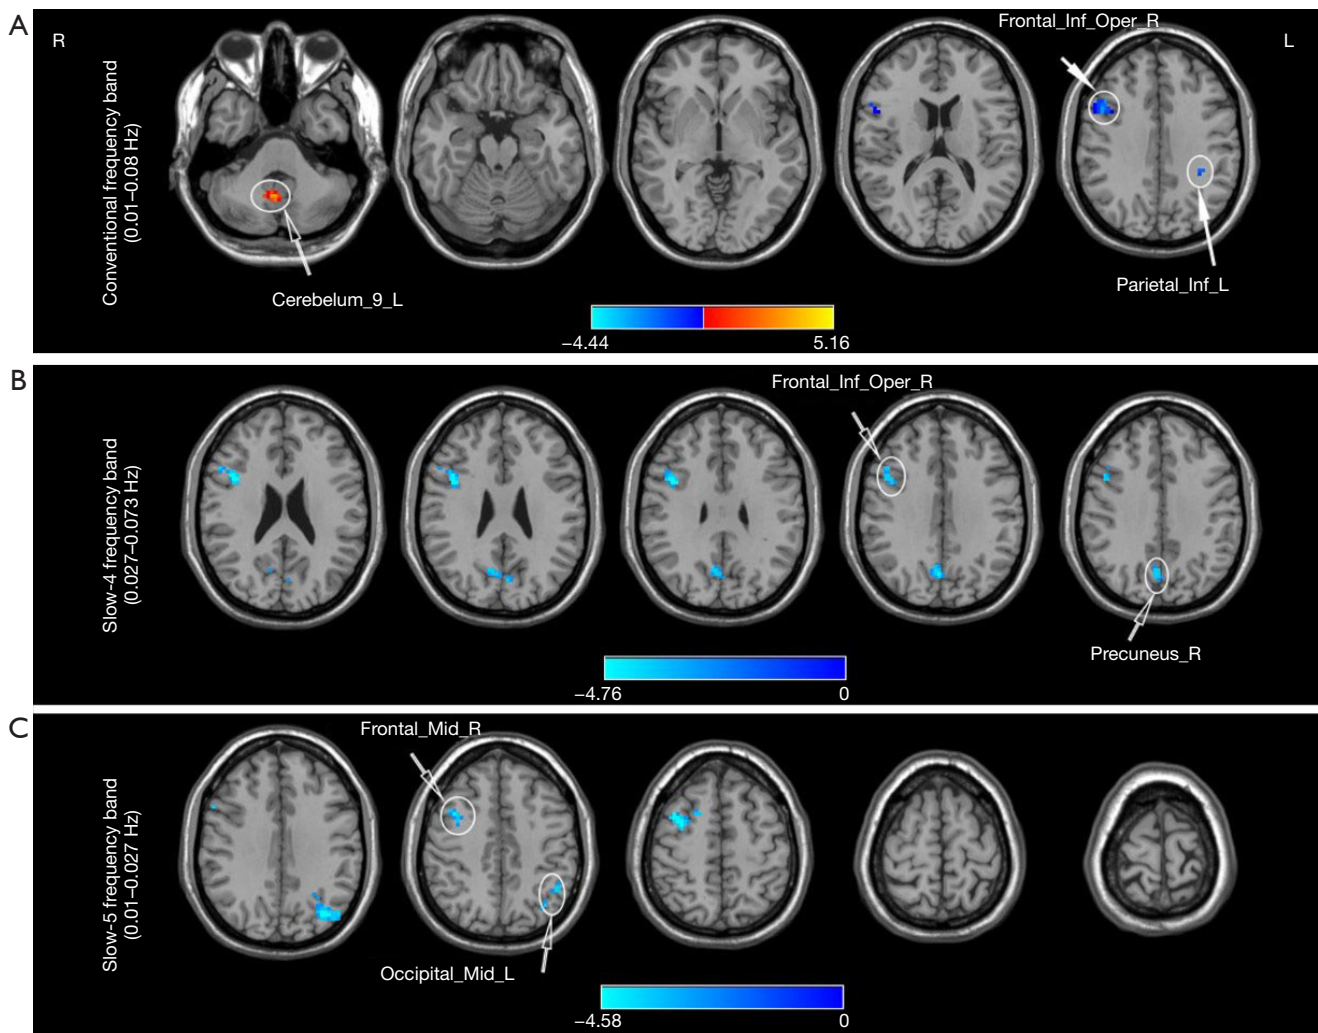 A
R
Frontal_Inf_Oper_R
L
Conventional frequency band
(0.01–0.08 Hz)
Cerebelum_9_L
Parietal_Inf_L
−4.44
5.16
B
Frontal_Inf_Oper_R
Slow-4 frequency band
(0.027–0.073 Hz)
Precuneus_R
−4.76
0
C
Frontal_Mid_R
Slow-5 frequency band
(0.01–0.027 Hz)
Occipital_Mid_L
−4.58
0